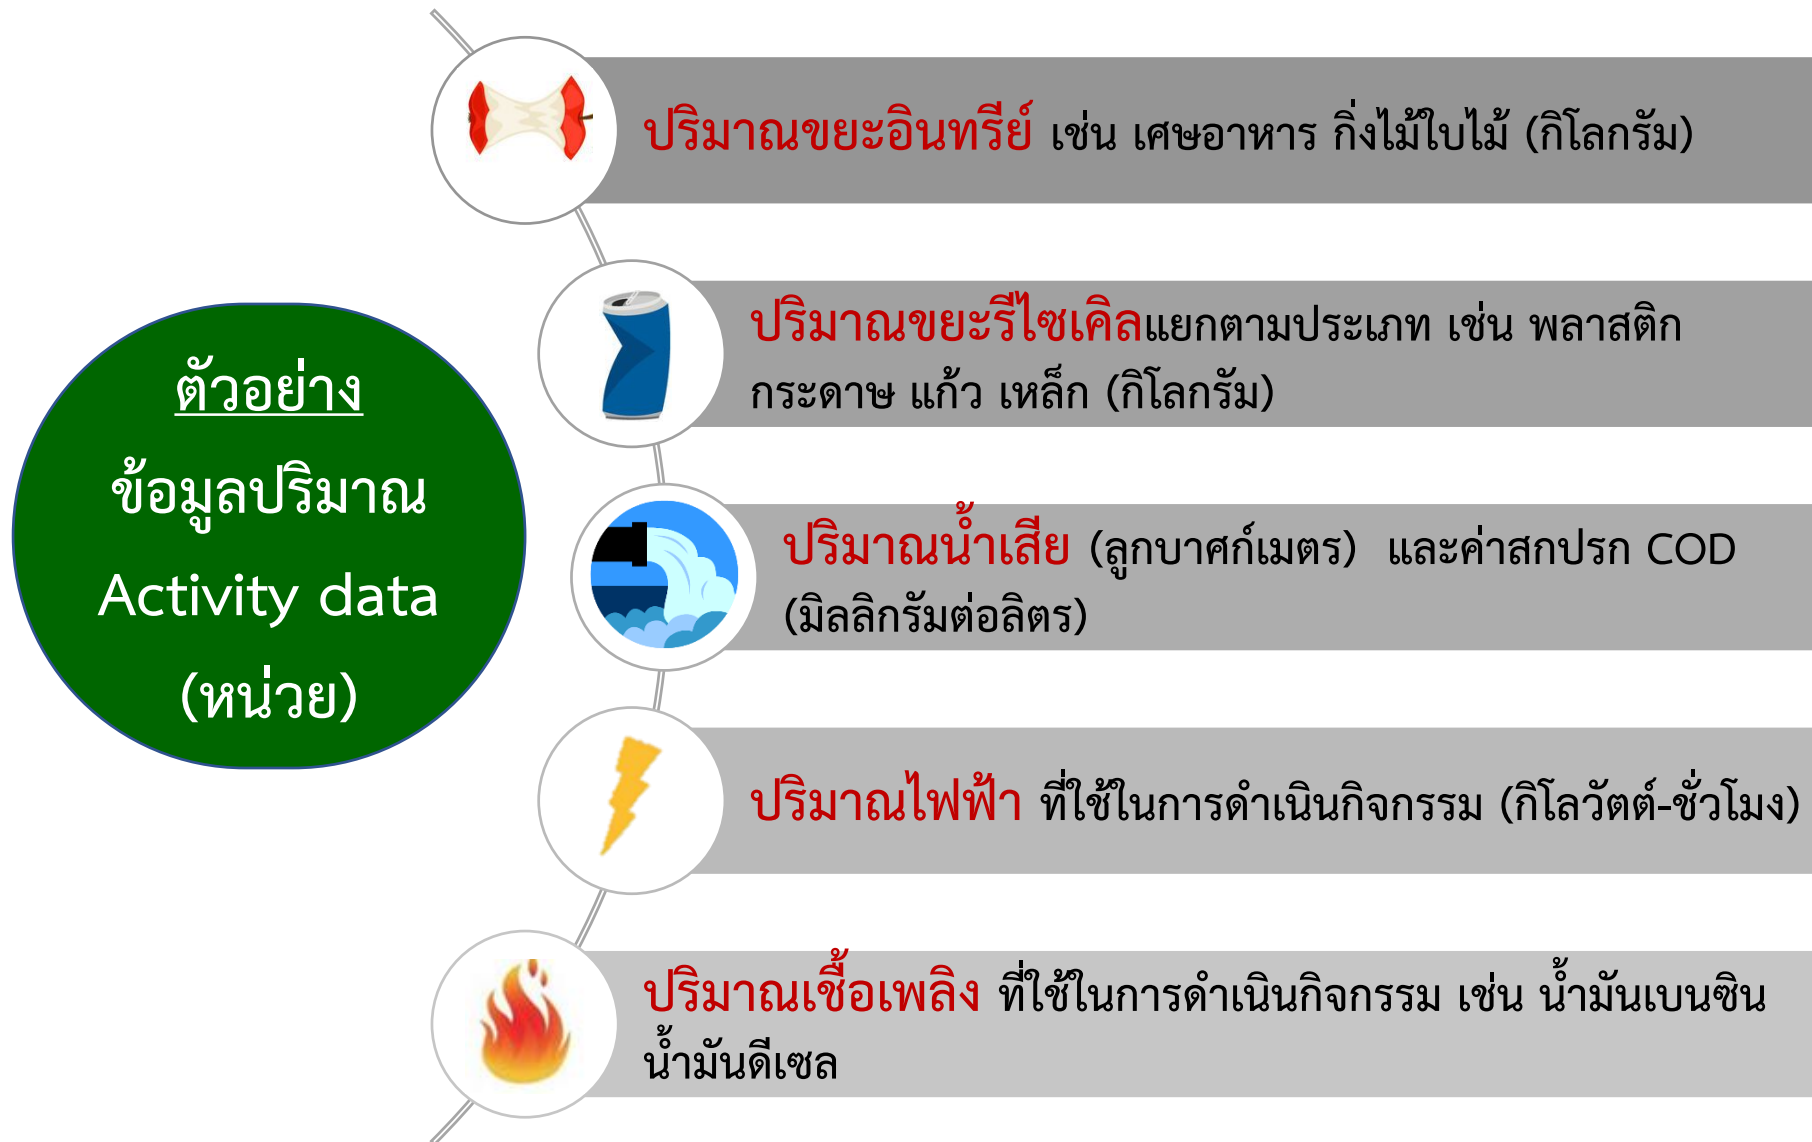 ตัวอย่าง
ข้อมูลปริมาณ
Activity data
(หน่วย)
ปริมาณขยะอินทรีย์ เช่น เศษอาหาร กิ่งไม้ใบไม้ (กิโลกรัม)
ปริมาณขยะรีไซเคิลแยกตามประเภท เช่น พลาสติก
กระดาษ แก้ว เหล็ก (กิโลกรัม)
ปริมาณน้ำเสีย (ลูกบาศก์เมตร) และค่าสกปรก COD
(มิลลิกรัมต่อลิตร)
ปริมาณไฟฟ้า ที่ใช้ในการดำเนินกิจกรรม (กิโลวัตต์-ชั่วโมง)
ปริมาณเชื้อเพลิง ที่ใช้ในการดำเนินกิจกรรม เช่น น้ำมันเบนซิน
น้ำมันดีเซล